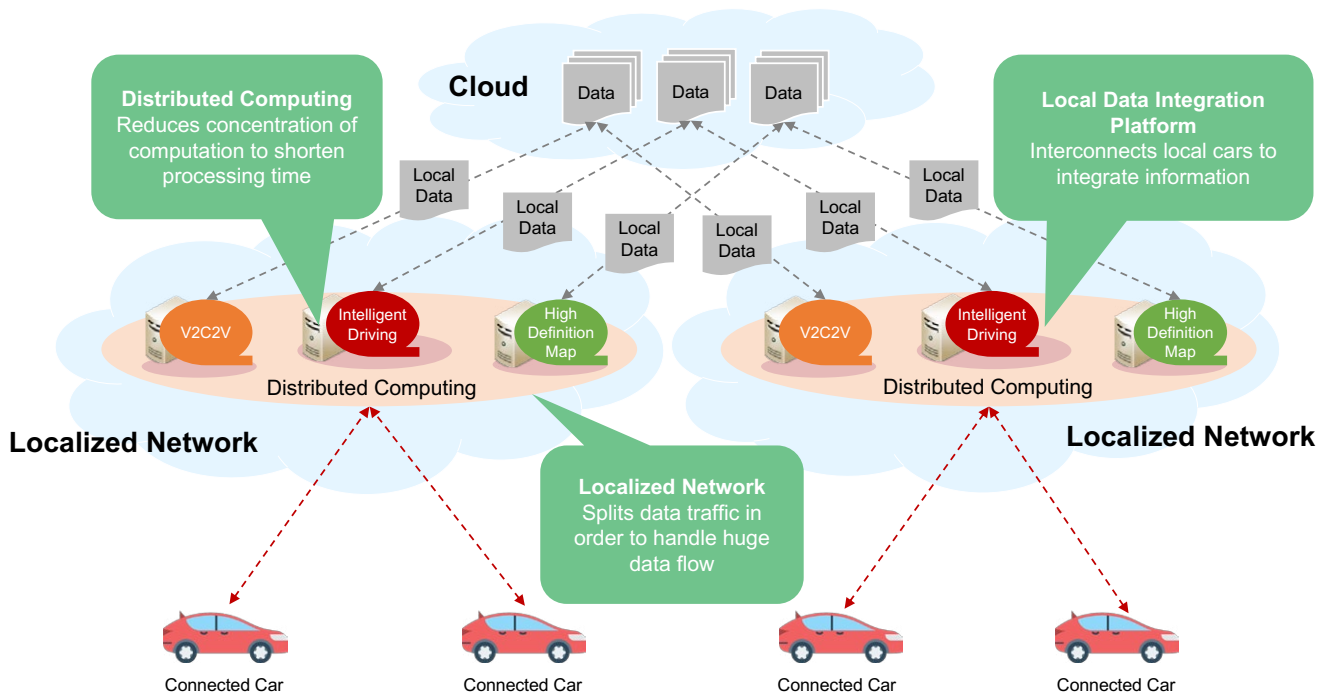 Cloud
Data
Data
Data
Distributed Computing
Reduces concentration of
computation to shorten
processing time
Local Data Integration
Platform
Interconnects local cars to
integrate information
Local
Data
Local
Data
Local
Data
Local
Data
Local
Data
Local
Data
V2C2V
Intelligent
Driving
High
Definition
Map
Distributed Computing
V2C2V
Intelligent
Driving
High
Definition
Map
Distributed Computing
Localized Network
Localized Network
Localized Network
Splits data traffic in
order to handle huge
data flow
Connected Car
Connected Car
Connected Car
Connected Car